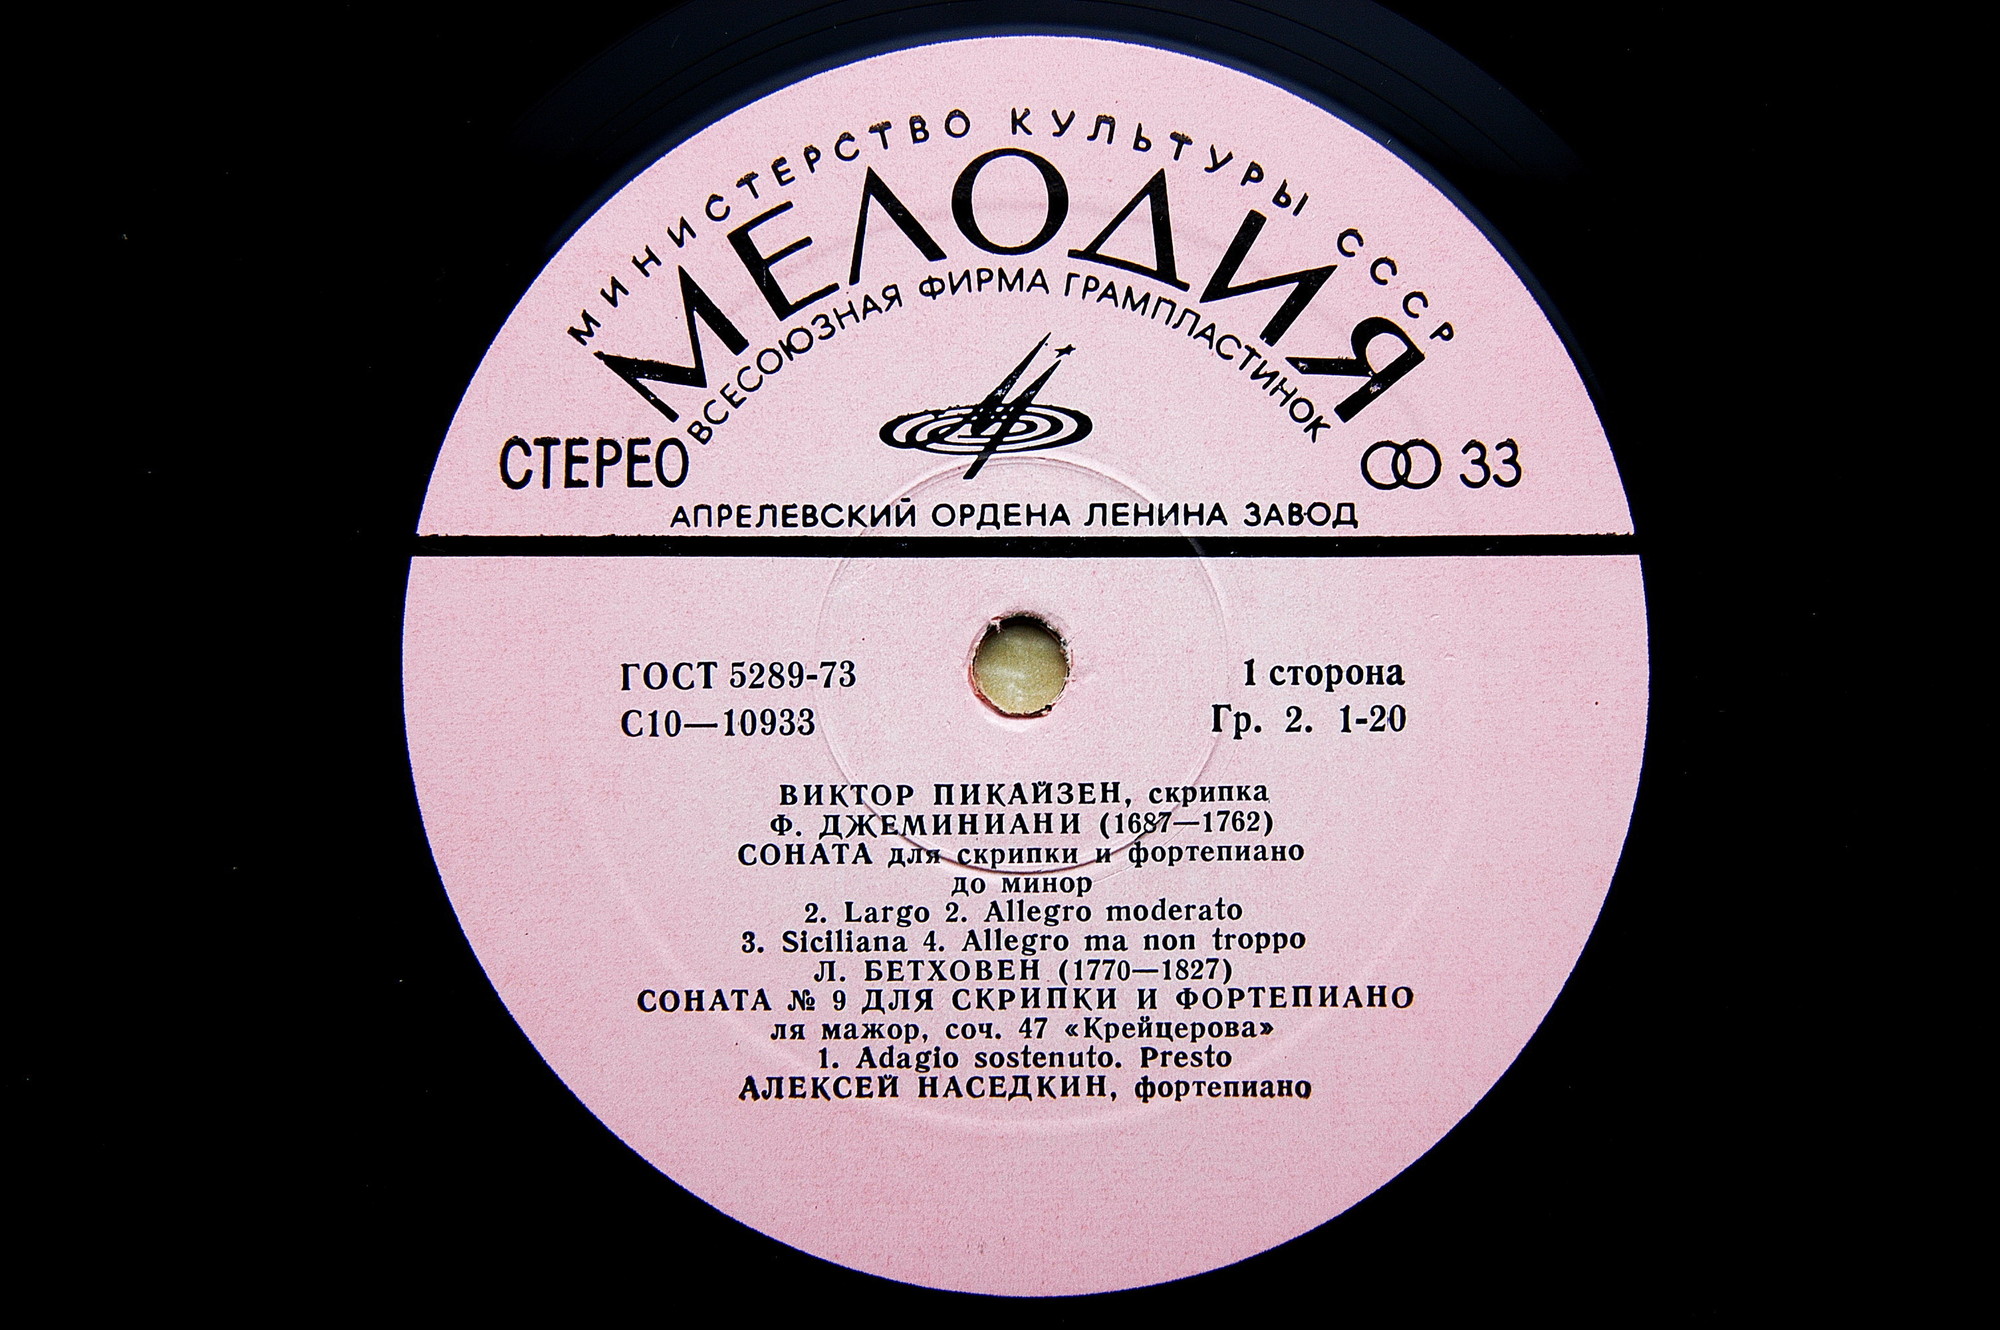 МИНИСТЕРСТВО КУЛЬТУРЫ СССР
МЕЛОДИЯ
ВСЕСОЮЗНАЯ ФИРМА ГРАМПЛАСТИНОК
СТЕРЕО
33
АПРЕЛЕВСКИЙ ОРДЕНА ЛЕНИНА ЗАВОД
ГОСТ 5289-73
1 сторона
С10—10933
Гр. 2. 1-20
ВИКТОР ПИКАЙЗЕН, скрипка
Ф. ДЖЕМИНИАНИ (1687—1762)
СОНАТА для скрипки и фортепиано
до минор
2. Largo 2. Allegro moderato
3. Siciliana 4. Allegro ma non troppo
Л. БЕТХОВЕН (1770—1827)
СОНАТА № 9 ДЛЯ СКРИПКИ И ФОРТЕПИАНО
ля мажор, соч. 47 «Крейцерова»
1. Adagio sostenuto. Presto
АЛЕКСЕЙ НАСЕДКИН, фортепиано